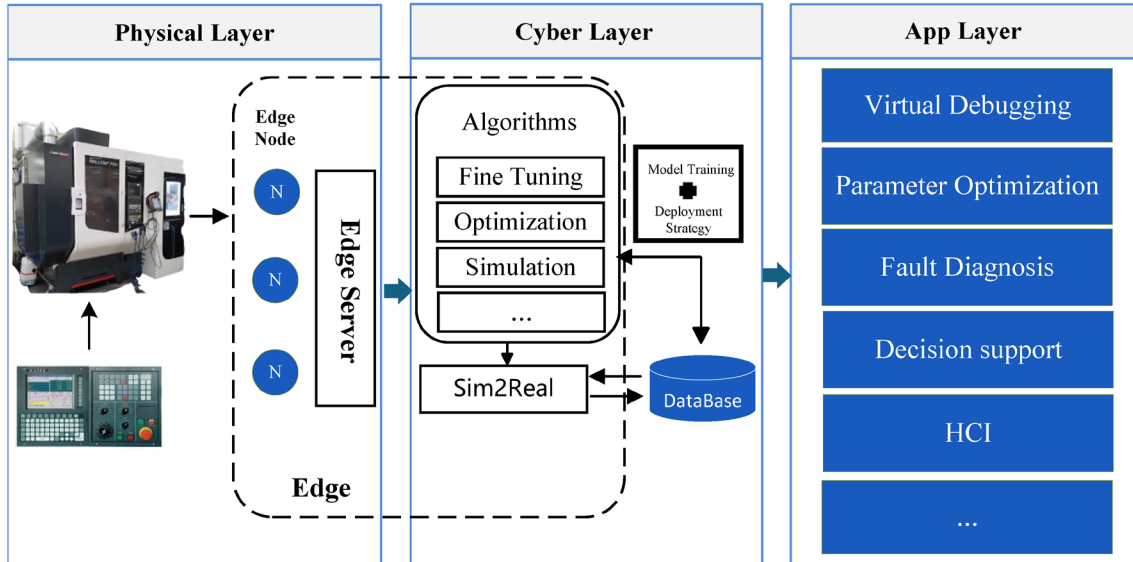 Physical Layer
Cyber Layer
App Layer
Edge
Node
N
N
N
Edge Server
Edge
Algorithms
Fine Tuning
Optimization
Simulation
...
Sim2Real
Model Training
Deployment
Strategy
DataBase
Virtual Debugging
Parameter Optimization
Fault Diagnosis
Decision support
HCI
...